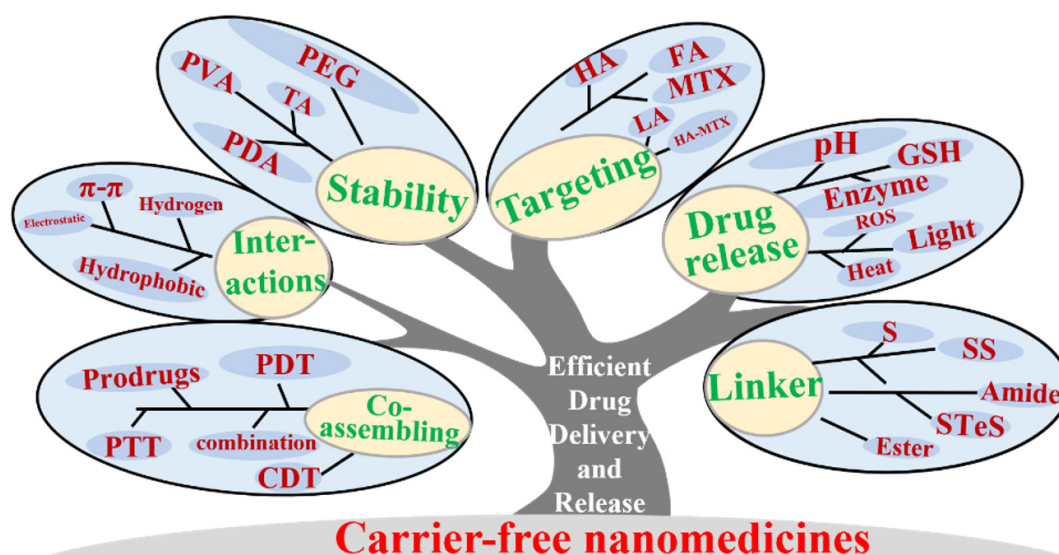 PEG
PVA
TA
PDA
Stability
HA
FA
MTX
LA
HA-MTX
Targeting
π-π
Hydrogen
Electrostatic
Hydrophobic
Inter-
actions
pH
GSH
Enzyme
ROS
Light
Heat
Drug
release
Prodrugs
PDT
PTT
combination
CDT
Co-
assembling
S
SS
Amide
STeS
Ester
Linker
Efficient
Drug
Delivery
and
Release
Carrier-free nanomedicines